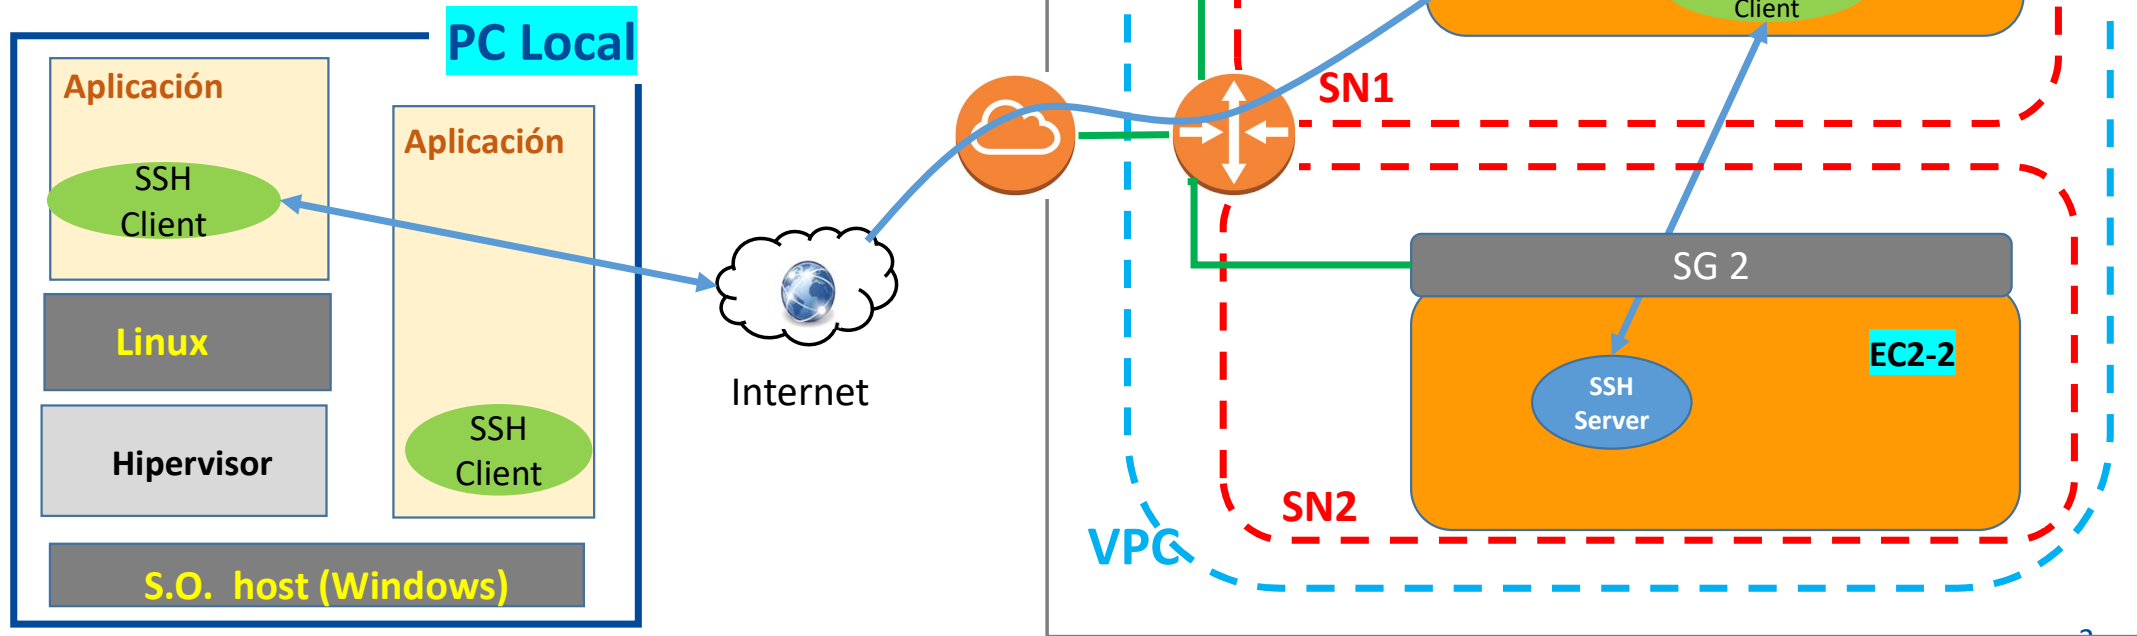 PC Local
Aplicación
SSH
Client
Aplicación
SSH
Client
Linux
Hipervisor
S.O. host (Windows)
Internet
Client
SN1
SG 2
EC2-2
SSH
Server
SN2
VPC